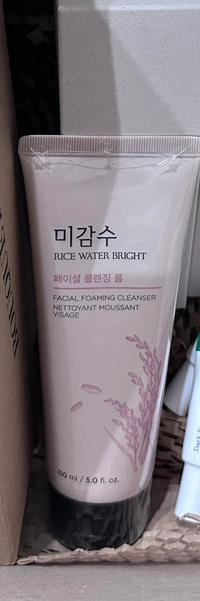 미감수
RICE WATER BRIGHT
페이셜 클렌징 폼
FACIAL FOAMING CLEANSER
NETTOYANT MOUSSANT
VISAGE
150 ml / 5.0 fl. oz.